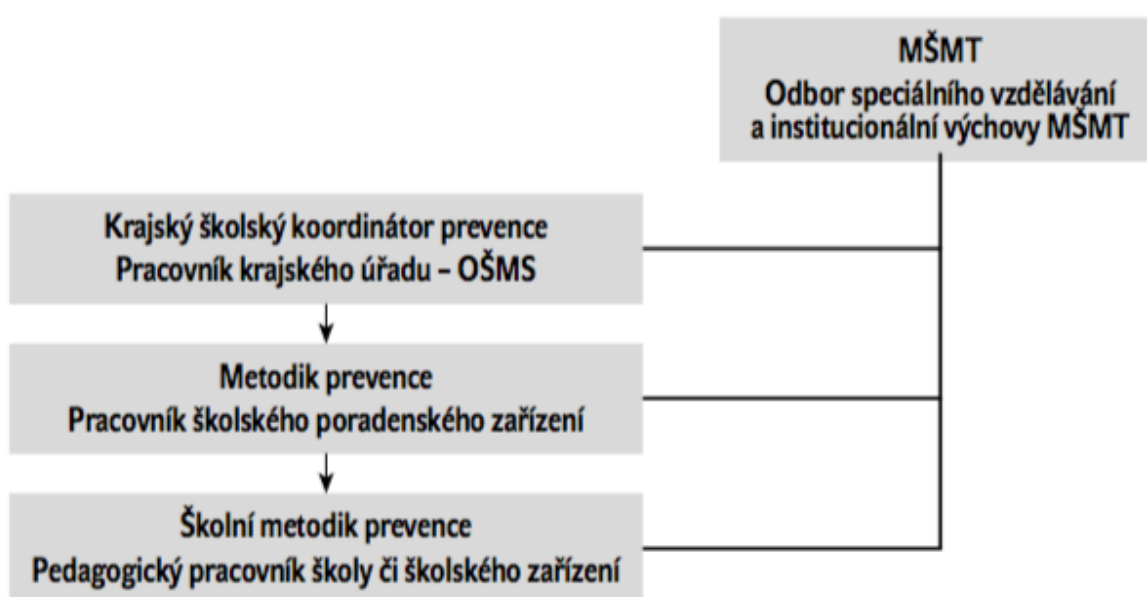 MŠMT
Odbor speciálního vzdělávání
a institucionální výchovy MŠMT
Krajský školský koordinátor prevence
Pracovník krajského úřadu – OŠMS
Metodik prevence
Pracovník školského poradenského zařízení
Školní metodik prevence
Pedagogický pracovník školy či školského zařízení